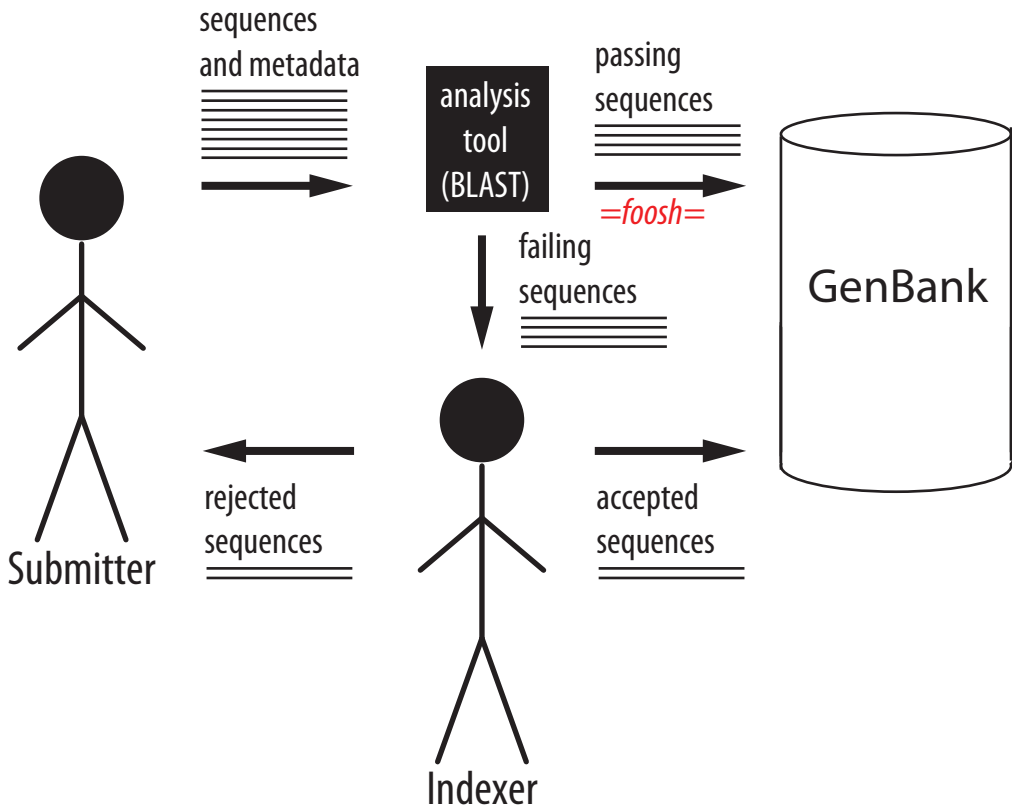 sequences
and metadata
analysis
tool
(BLAST)
passing
sequences
=foosh=
failing
sequences
GenBank
rejected
sequences
accepted
sequences
Submitter
Indexer